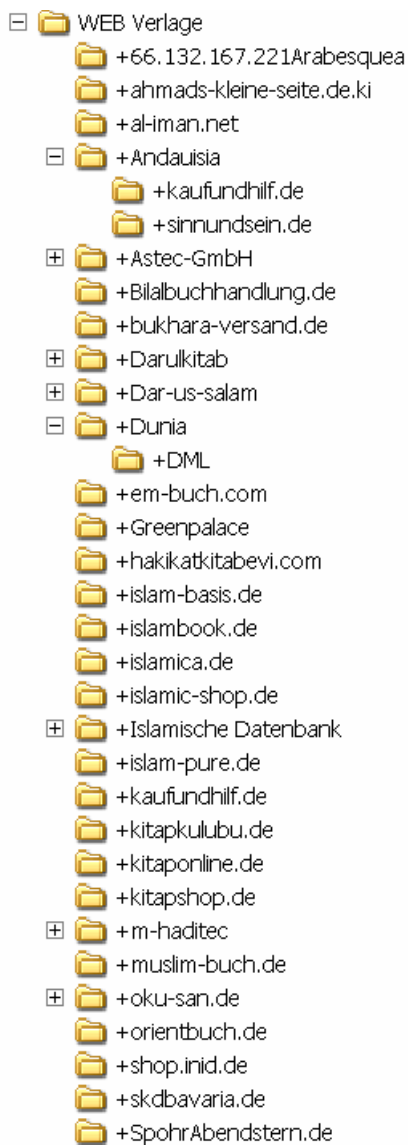 WEB Verlage
+66.132.167.221Arabesquea
+ahmads-kleine-seite.de.ki
+al-iman.net
+Andauisia
+kaufundhilf.de
+sinnundsein.de
+Astec-GmbH
+Bilalbuchhandlung.de
+bukhara-versand.de
+Darulkitab
+Dar-us-salam
+Dunia
+DML
+em-buch.com
+Greenpalace
+hakikatkitabevi.com
+islam-basis.de
+islambook.de
+islamica.de
+islamic-shop.de
+Islamische Datenbank
+islam-pure.de
+kaufundhilf.de
+kitapkulubu.de
+kitaponline.de
+kitapshop.de
+m-haditec
+muslim-buch.de
+oku-san.de
+orientbuch.de
+shop.inid.de
+skdbavaria.de
+SpohrAbendstern.de